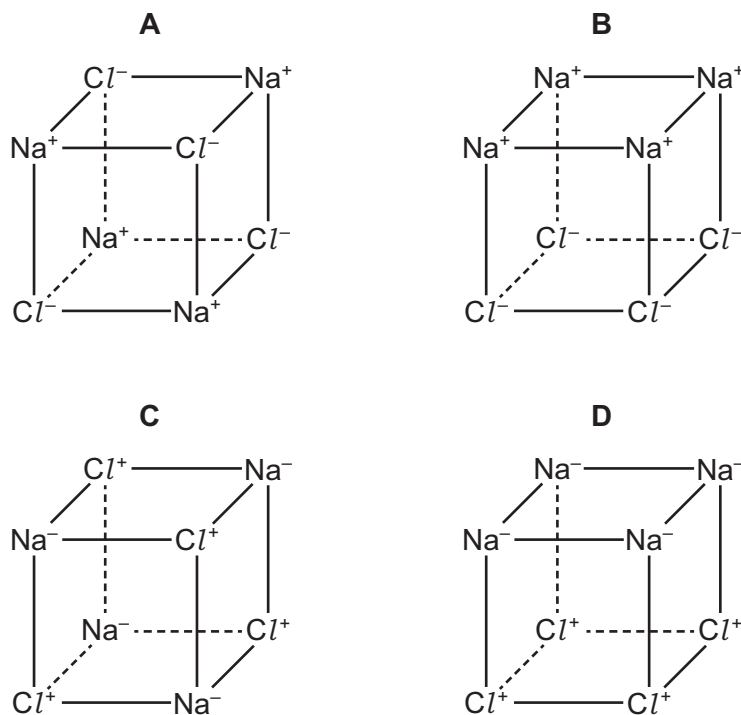 A B
Cl⁻ Na⁺ Na⁺ Na⁺
Na⁺ Cl⁻ Na⁺ Na⁺
Na⁺ Cl⁻ Cl⁻ Cl⁻
Cl⁻ Na⁺ Cl⁻ Cl⁻
C D
Cl⁺ Na⁻ Na⁻ Na⁻
Na⁻ Cl⁺ Na⁻ Na⁻
Na⁻ Cl⁺ Cl⁺ Cl⁺
Cl⁺ Na⁻ Cl⁺ Cl⁺